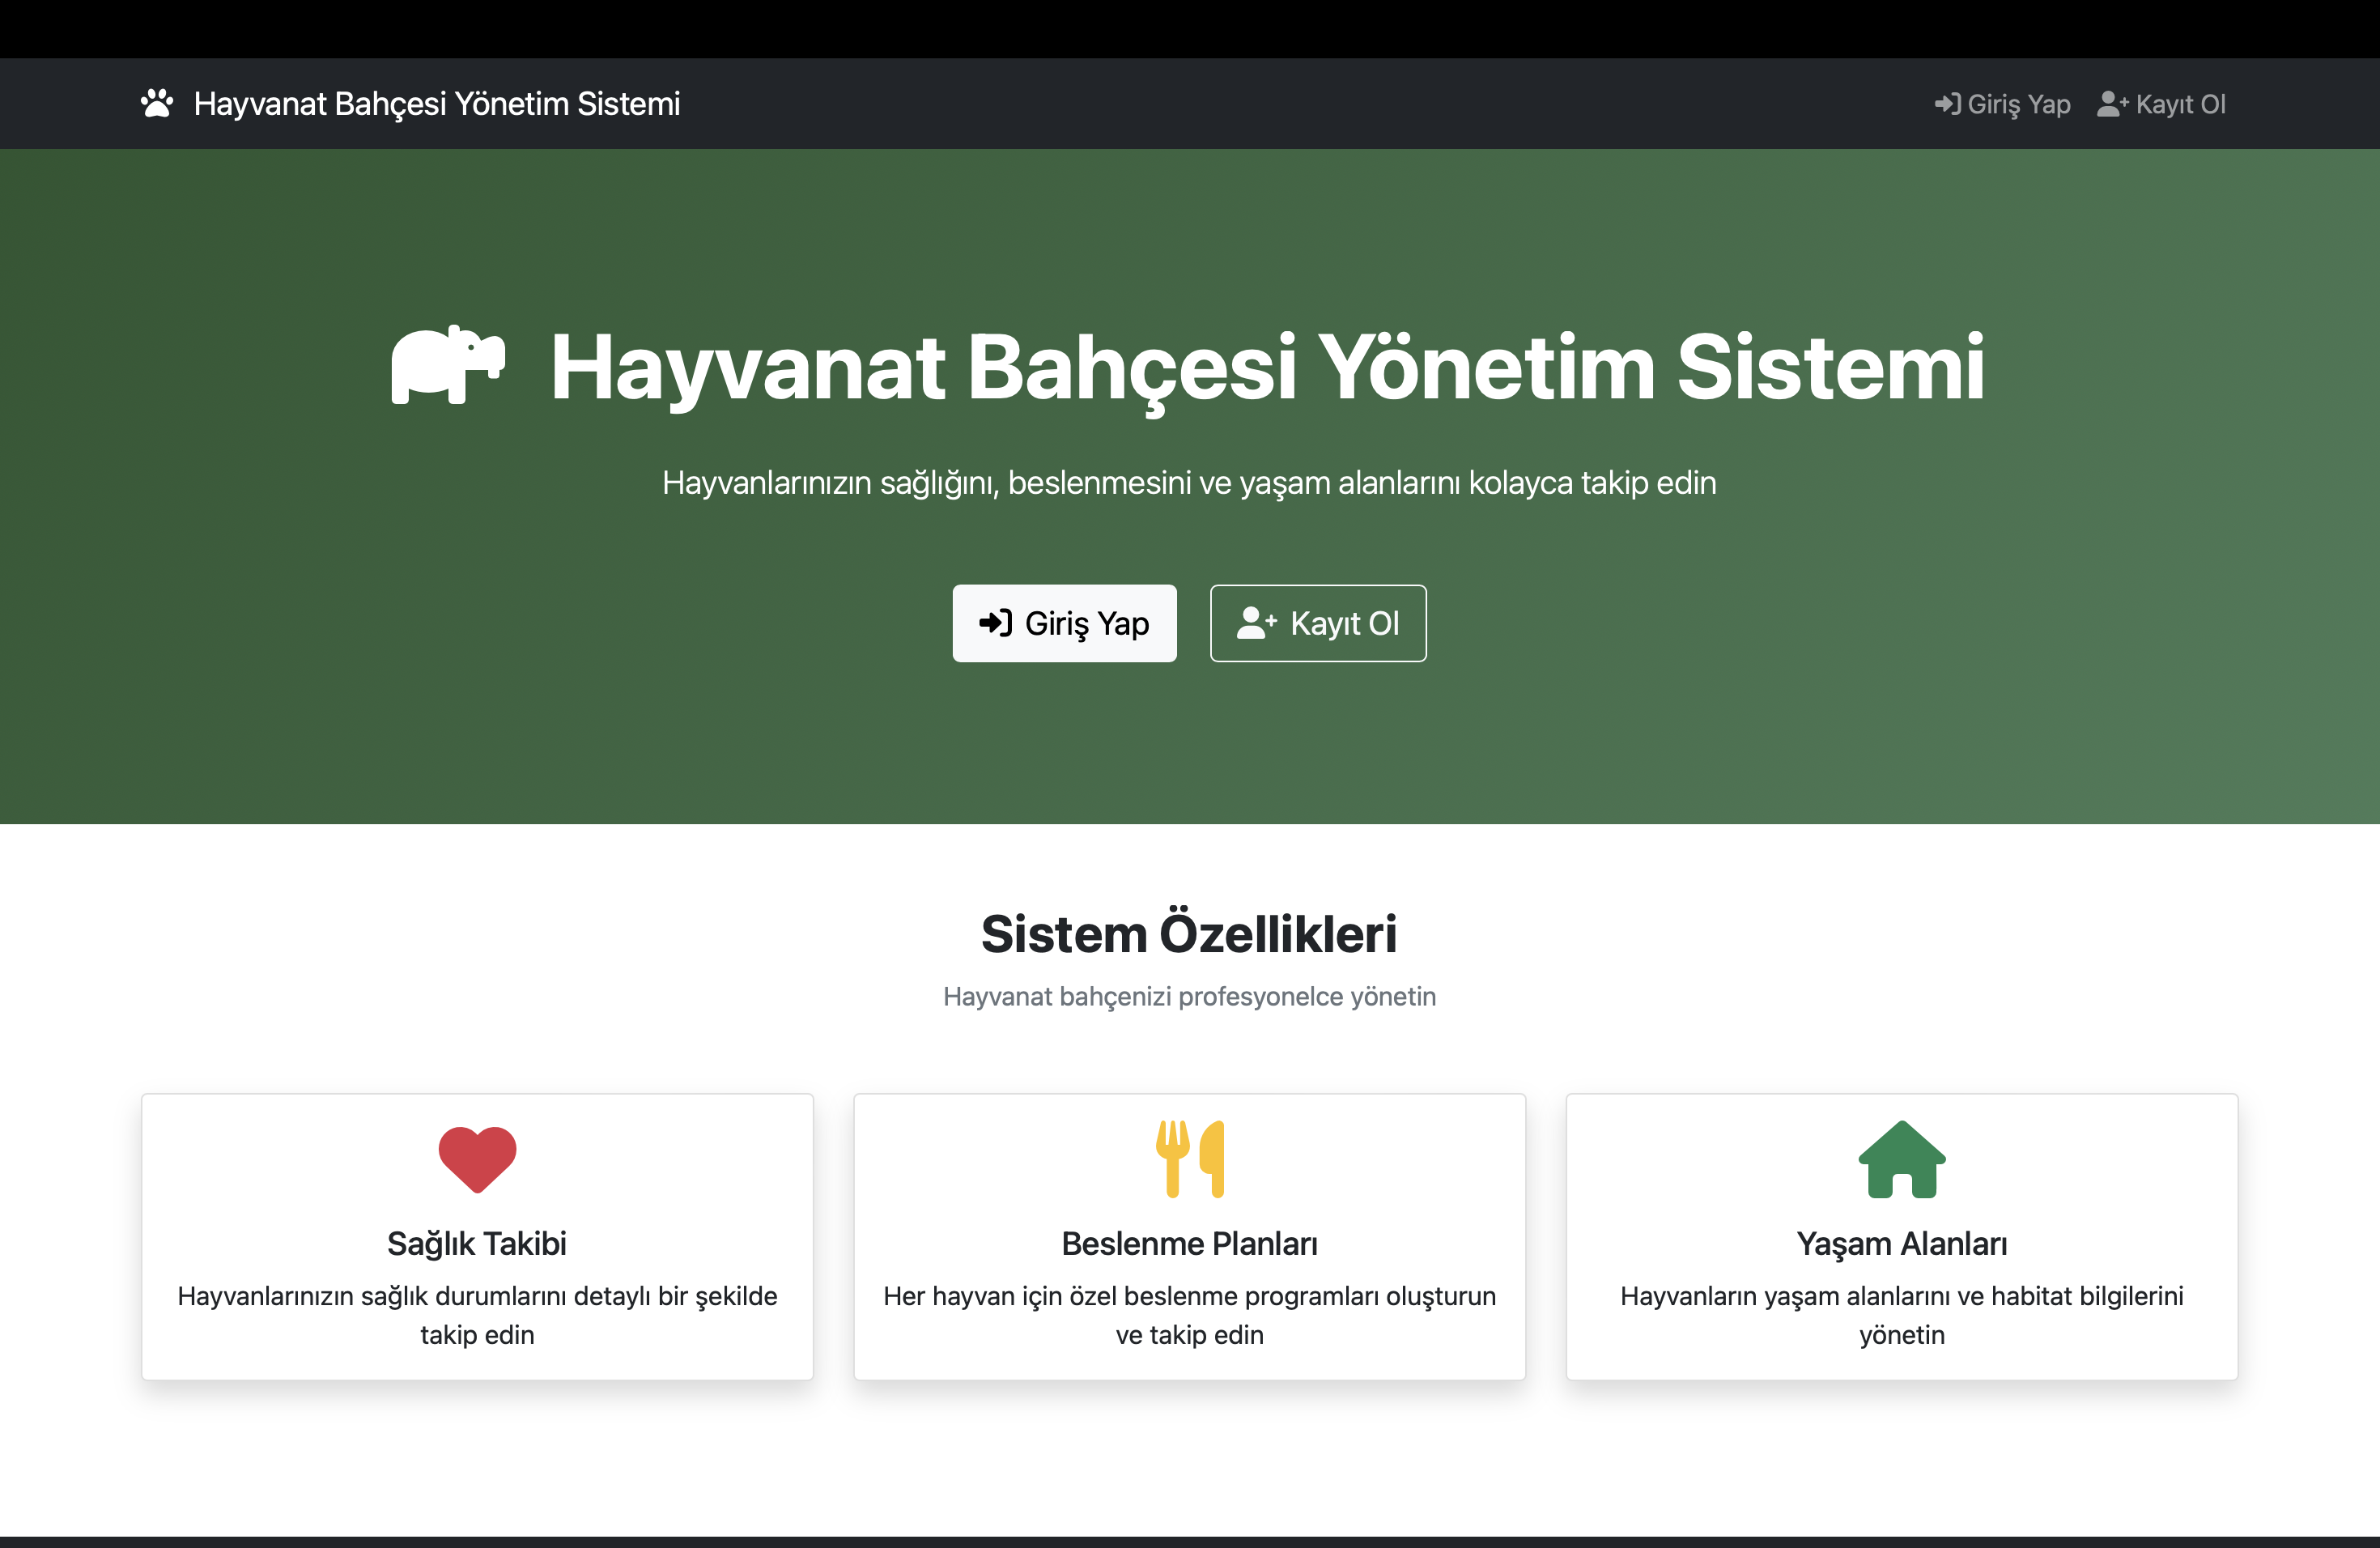 Hayvanat Bahçesi Yönetim Sistemi
Giriş Yap
Kayıt Ol
Hayvanat Bahçesi Yönetim Sistemi
Hayvanlarınızın sağlığını, beslenmesini ve yaşam alanlarını kolayca takip edin
Giriş Yap
Kayıt Ol
Sistem Özellikleri
Hayvanat bahçenizi profesyonelce yönetin
Sağlık Takibi
Hayvanlarınızın sağlık durumlarını detaylı bir şekilde
takip edin
Beslenme Planları
Her hayvan için özel beslenme programları oluşturun
ve takip edin
Yaşam Alanları
Hayvanların yaşam alanlarını ve habitat bilgilerini
yönetin